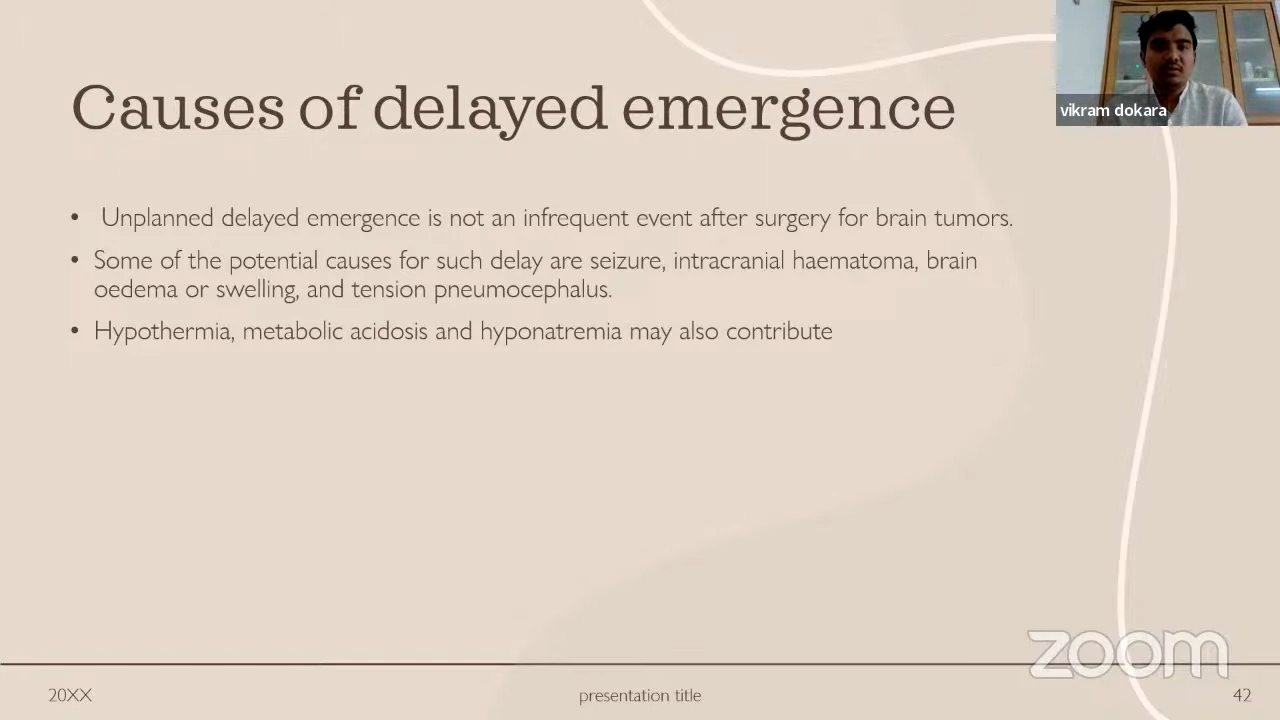 Causes of delayed emergence
vikram dokara
• Unplanned delayed emergence is not an infrequent event after surgery for brain tumors.
• Some of the potential causes for such delay are seizure, intracranial haematoma, brain
oedema or swelling, and tension pneumocephalus.
• Hypothermia, metabolic acidosis and hyponatremia may also contribute
zoom
20XX
presentation title
42